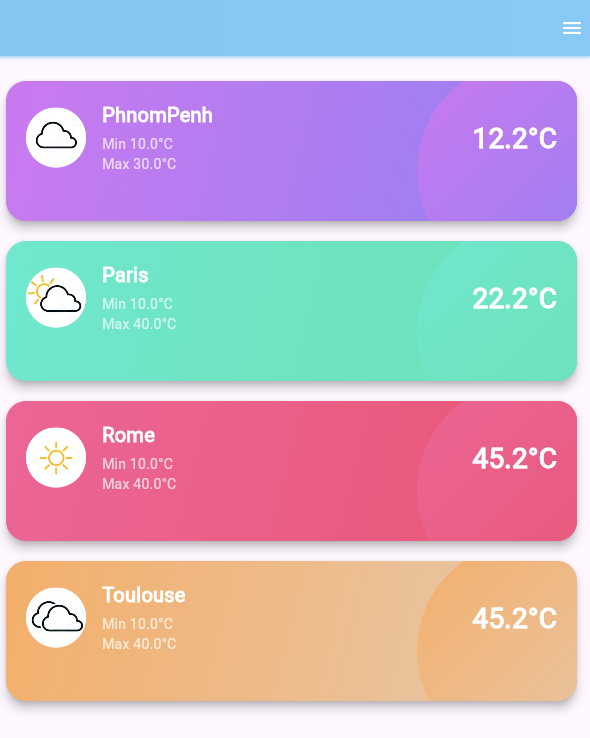 PhnomPenh
Min 10.0°C
Max 30.0°C
12.2°C
Paris
Min 10.0°C
Max 40.0°C
22.2°C
Rome
Min 10.0°C
Max 40.0°C
45.2°C
Toulouse
Min 10.0°C
Max 40.0°C
45.2°C